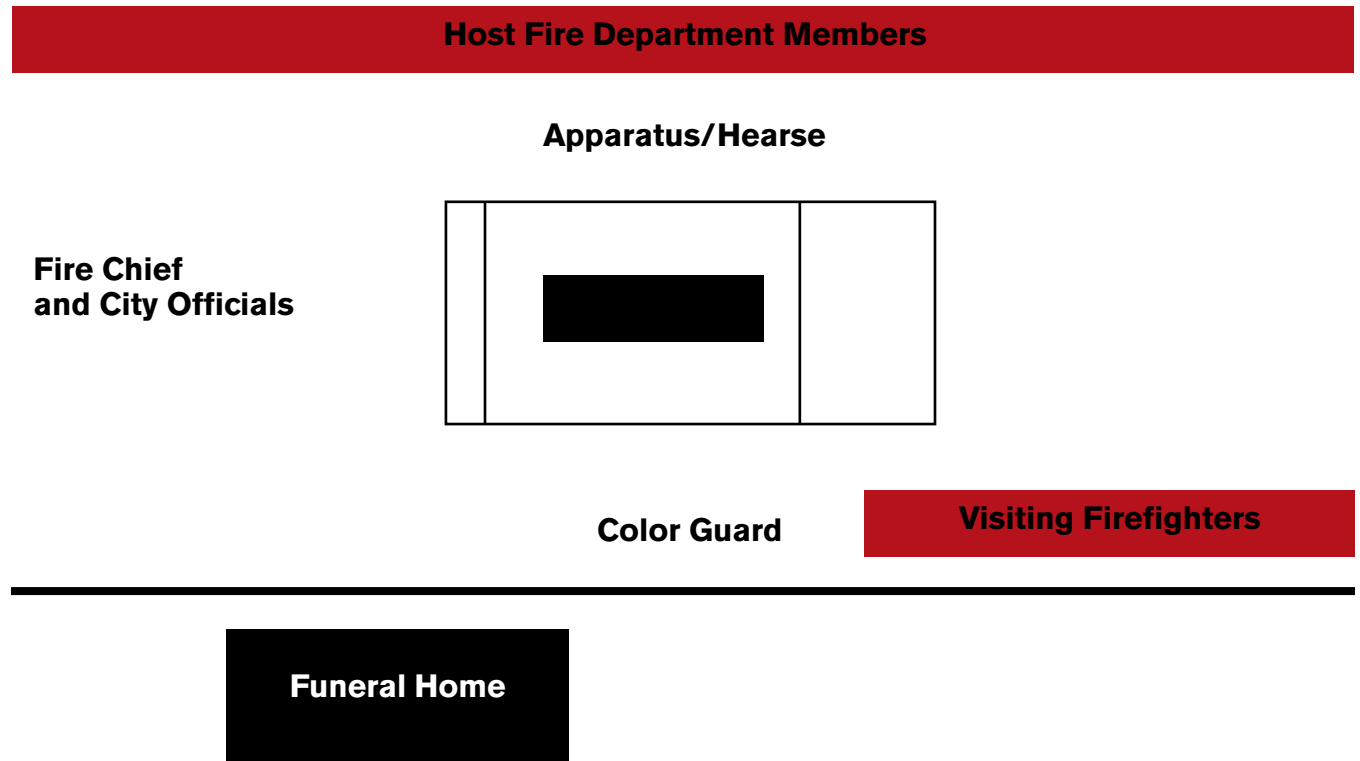 Host Fire Department Members
Apparatus/Hearse
Fire Chief
and City Officials
Color Guard
Visiting Firefighters
Funeral Home